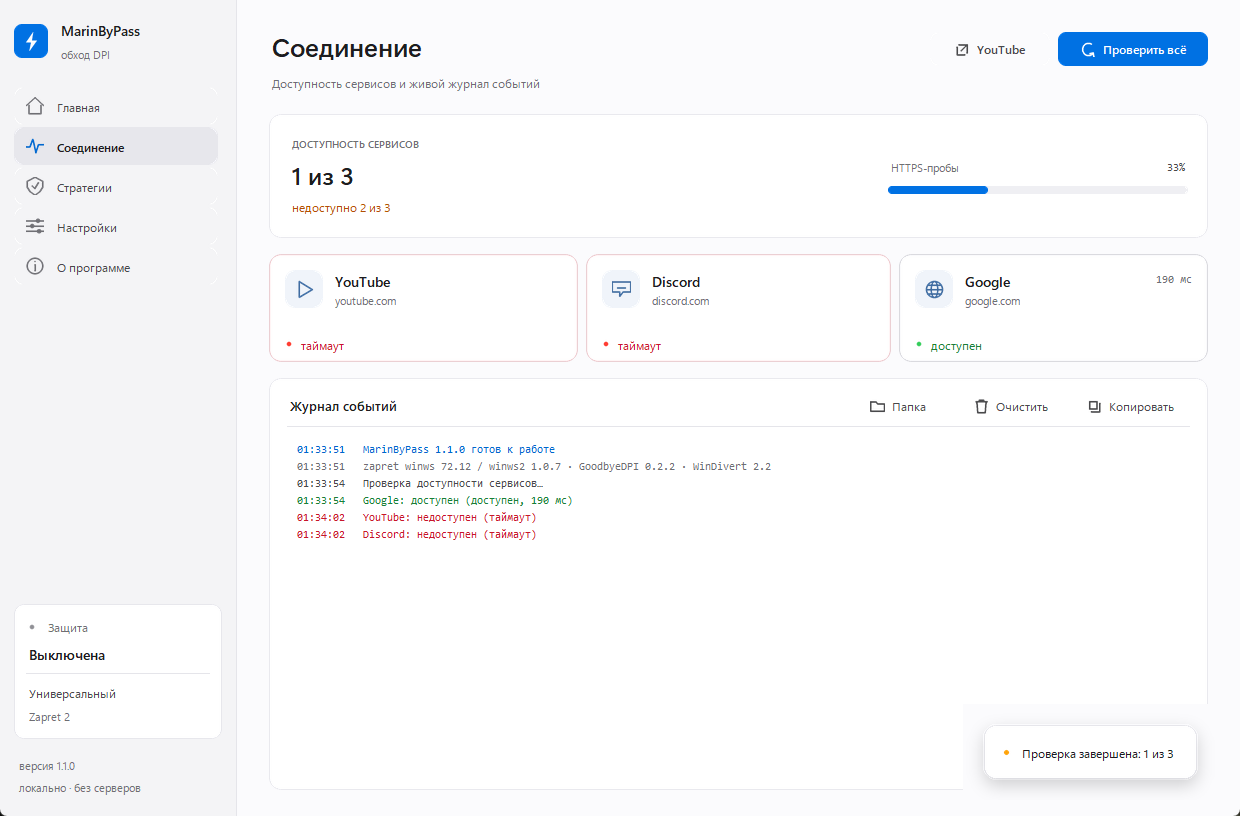 MarinByPass
обход DPI
Главная
Соединение
Стратегии
Настройки
О программе
Защита
Выключена
Универсальный
Zapret 2
версия 1.1.0
локально · без серверов
Соединение
Доступность сервисов и живой журнал событий
YouTube
Проверить всё
ДОСТУПНОСТЬ СЕРВИСОВ
1 из 3
недоступно 2 из 3
HTTPS-пробы 33%
YouTube
youtube.com
таймаут
Discord
discord.com
таймаут
Google 190 мс
google.com
доступен
Журнал событий
Папка
Очистить
Копировать
01:33:51 MarinByPass 1.1.0 готов к работе
01:33:51 zapret winws 72.12 / winws2 1.0.7 · GoodbyeDPI 0.2.2 · WinDivert 2.2
01:33:54 Проверка доступности сервисов…
01:33:54 Google: доступен (доступен, 190 мс)
01:34:02 YouTube: недоступен (таймаут)
01:34:02 Discord: недоступен (таймаут)
Проверка завершена: 1 из 3